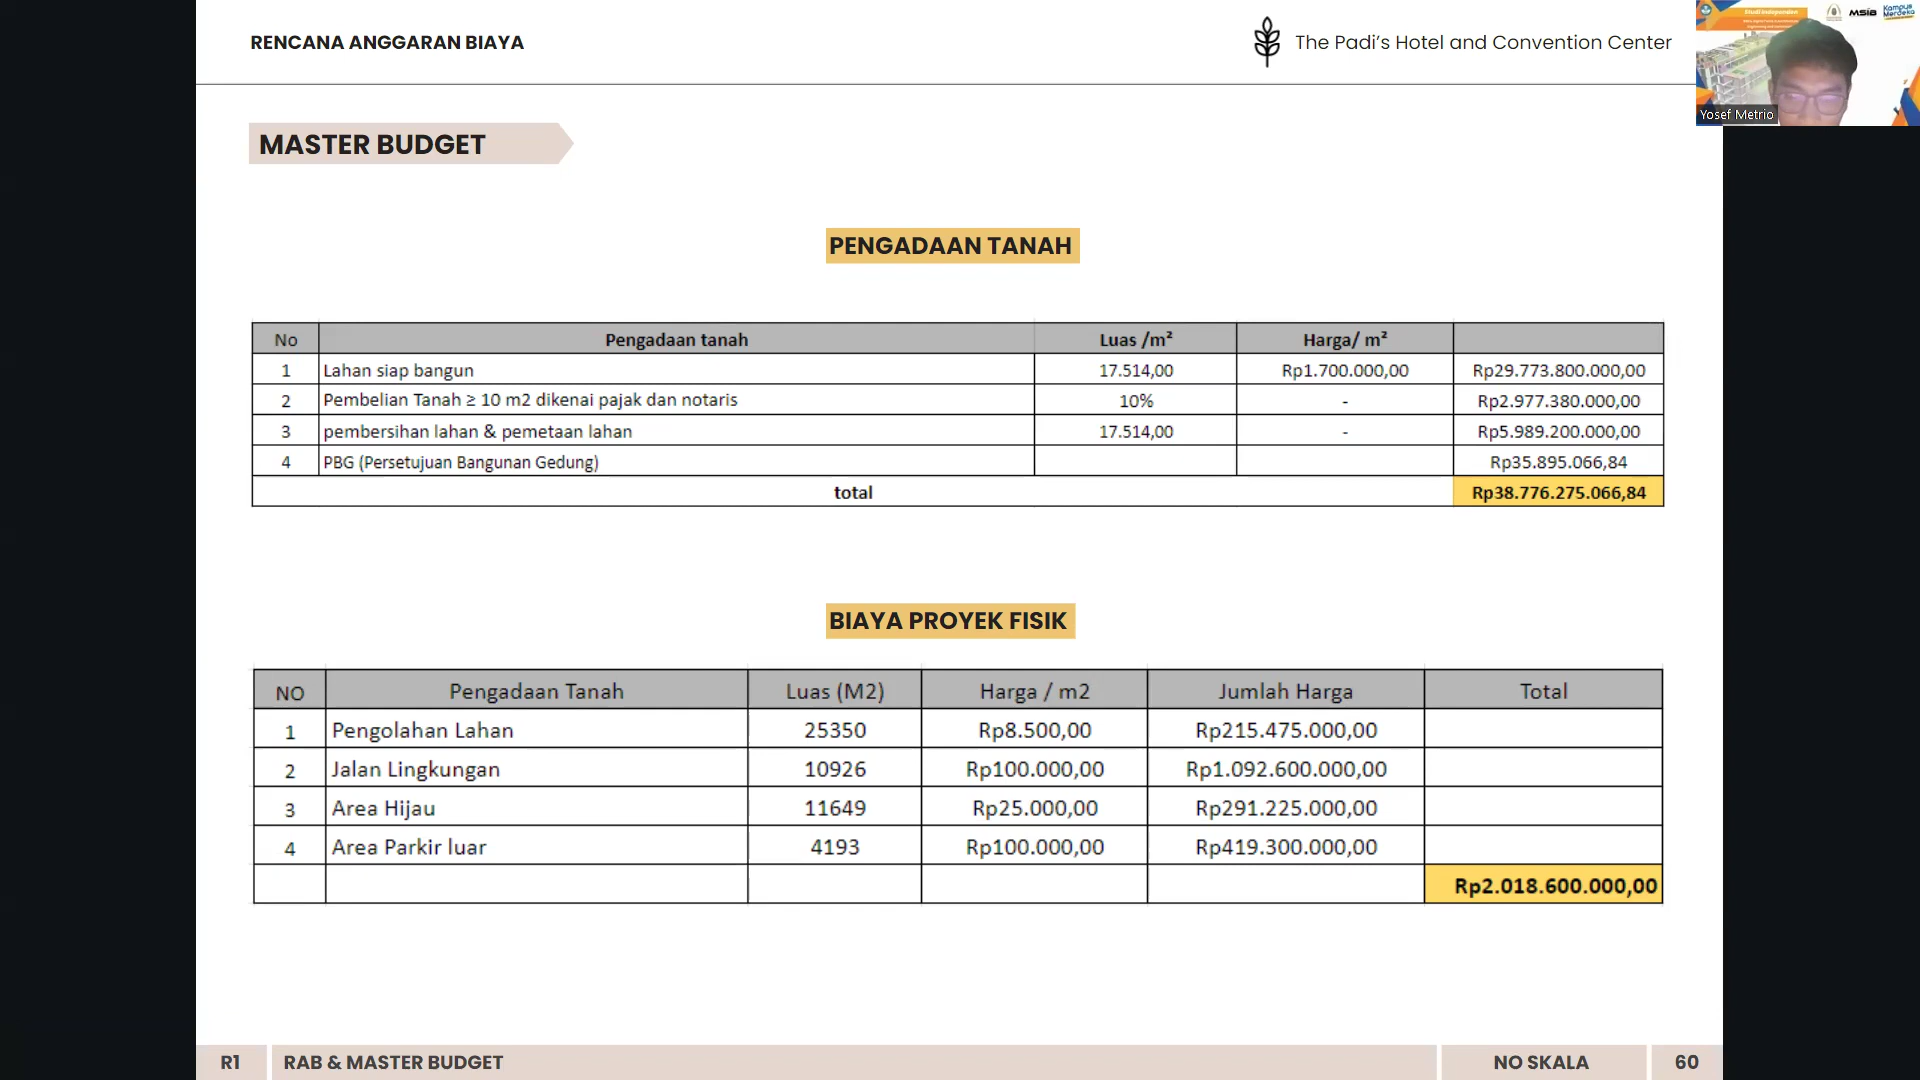 RENCANA ANGGARAN BIAYA
The Padi's Hotel and Convention Center
Studi Independen
MSIB
Kampus Merdeka
Yosef Metrio
MASTER BUDGET
PENGADAAN TANAH
No Pengadaan tanah Luas /m² Harga/ m²
1 Lahan siap bangun 17.514,00 Rp1.700.000,00 Rp29.773.800.000,00
2 Pembelian Tanah ≥ 10 m2 dikenai pajak dan notaris 10% - Rp2.977.380.000,00
3 pembersihan lahan & pemetaan lahan 17.514,00 - Rp5.989.200.000,00
4 PBG (Persetujuan Bangunan Gedung) Rp35.895.066,84
total Rp38.776.275.066,84
BIAYA PROYEK FISIK
NO Pengadaan Tanah Luas (M2) Harga / m2 Jumlah Harga Total
1 Pengolahan Lahan 25350 Rp8.500,00 Rp215.475.000,00
2 Jalan Lingkungan 10926 Rp100.000,00 Rp1.092.600.000,00
3 Area Hijau 11649 Rp25.000,00 Rp291.225.000,00
4 Area Parkir luar 4193 Rp100.000,00 Rp419.300.000,00
Rp2.018.600.000,00
R1 RAB & MASTER BUDGET NO SKALA 60